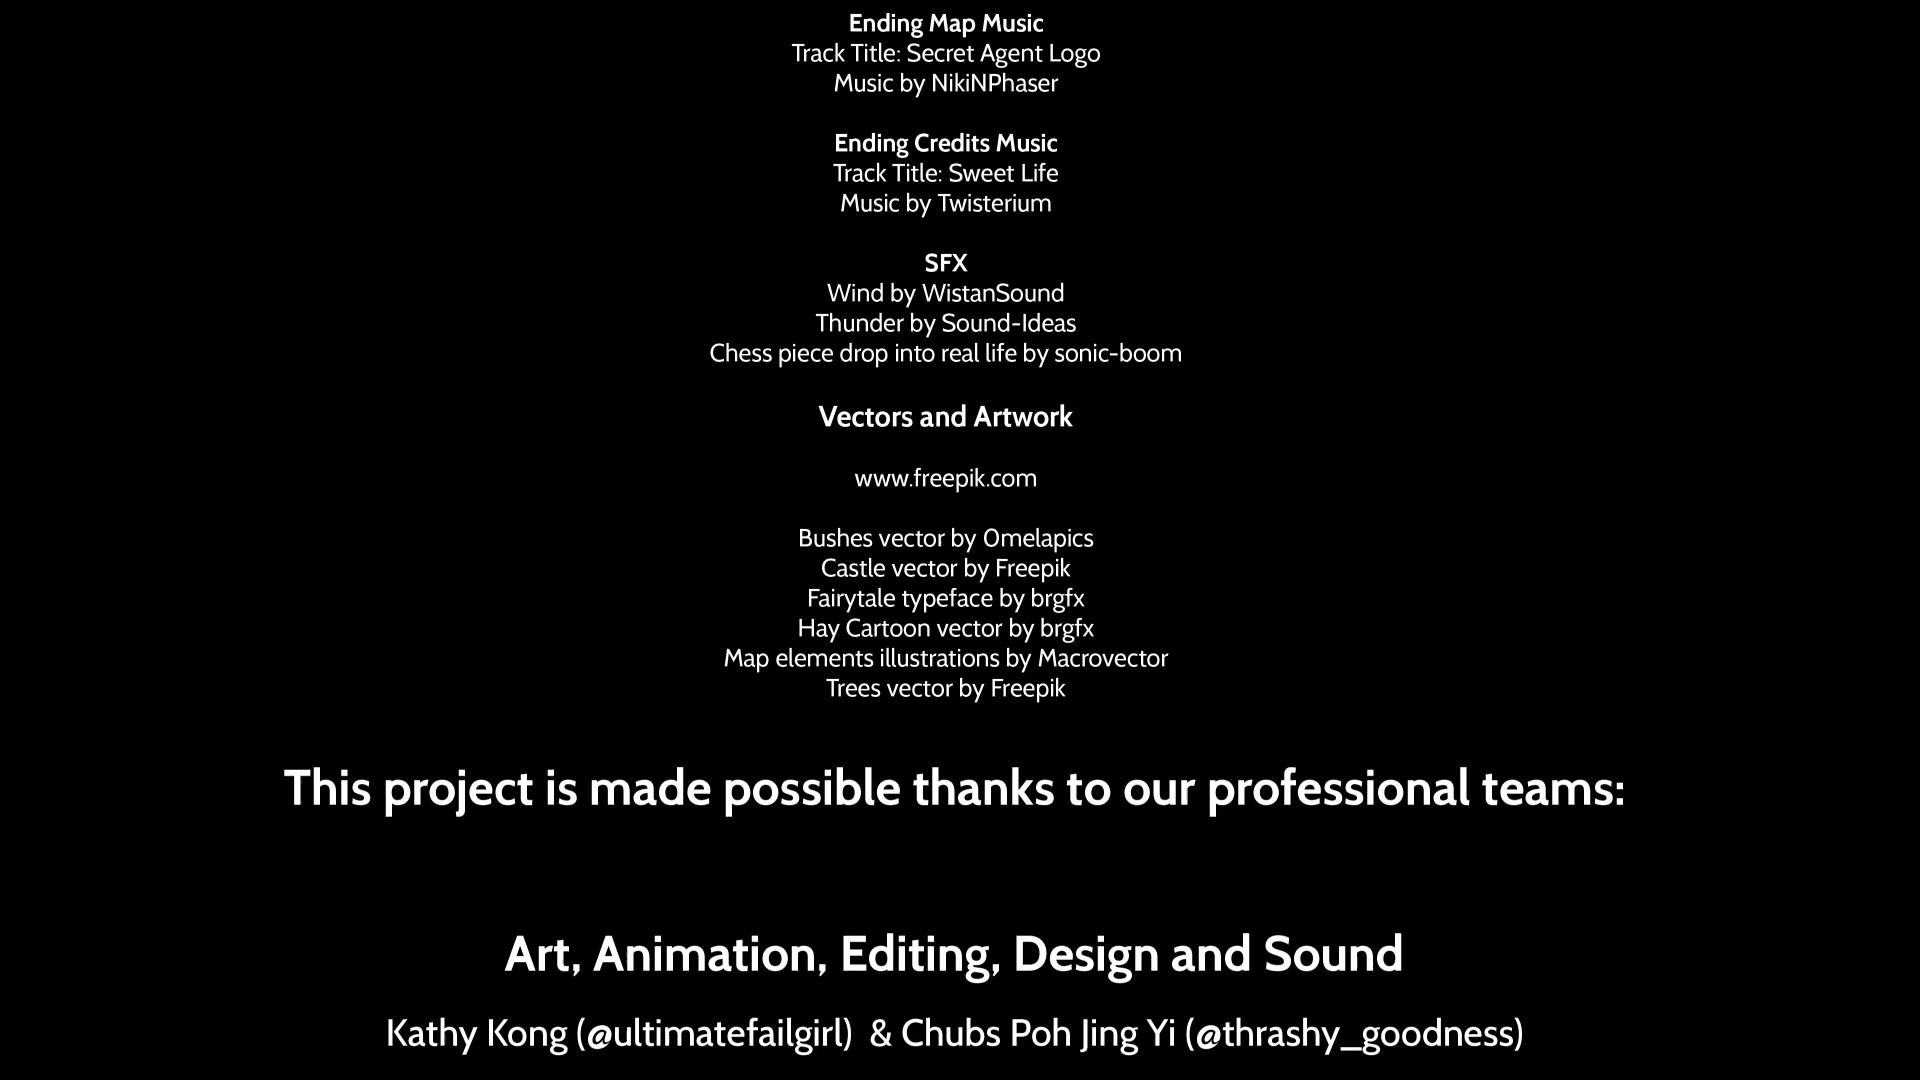 Ending Map Music
Track Title: Secret Agent Logo
Music by NikiNPhaser
Ending Credits Music
Track Title: Sweet Life
Music by Twisterium
SFX
Wind by WistanSound
Thunder by Sound-Ideas
Chess piece drop into real life by sonic-boom
Vectors and Artwork
www.freepik.com
Bushes vector by Omelapics
Castle vector by Freepik
Fairytale typeface by brgfx
Hay Cartoon vector by brgfx
Map elements illustrations by Macrovector
Trees vector by Freepik
This project is made possible thanks to our professional teams:
Art, Animation, Editing, Design and Sound
Kathy Kong (@ultimatefailgirl) & Chubs Poh Jing Yi (@thrashy_goodness)